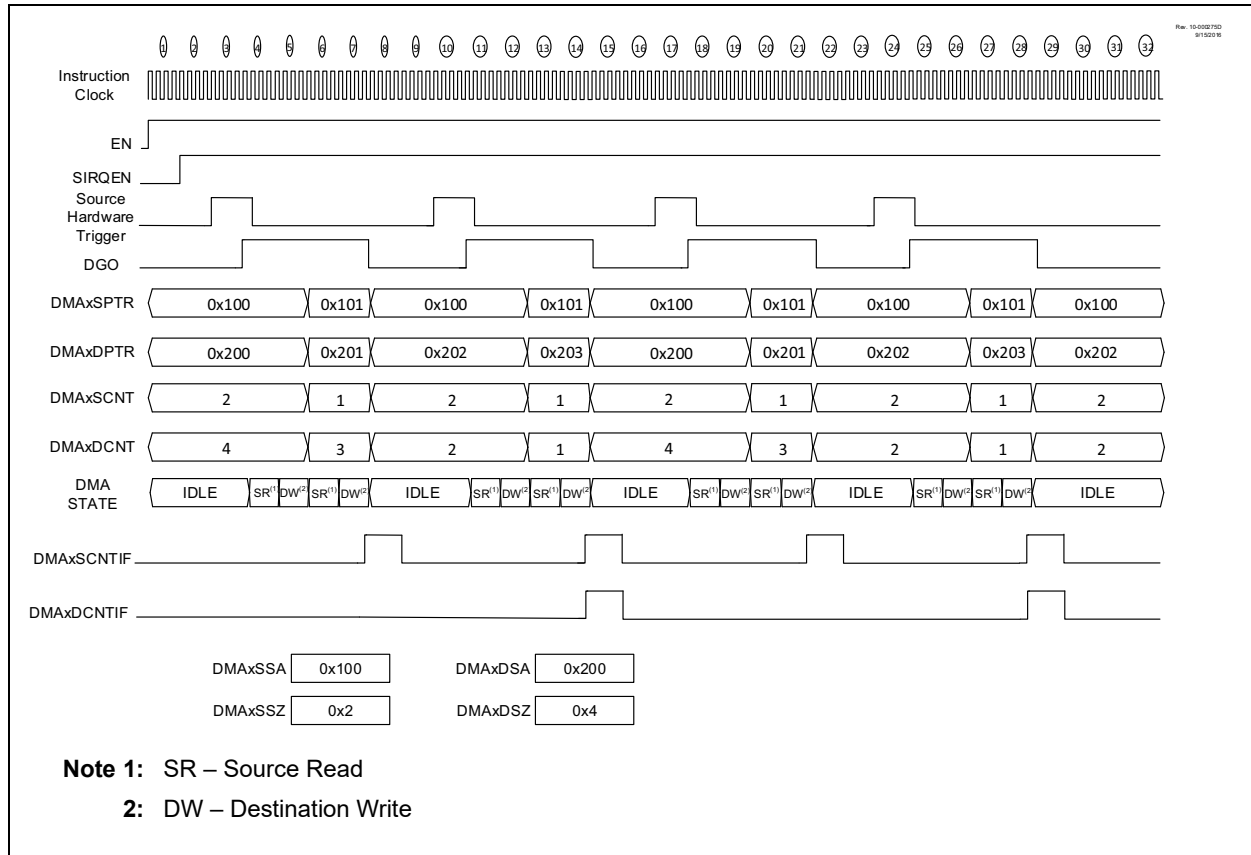 Rev. 10-000275D
9/15/2016
1 2 3 4 5 6 7 8 9 10 11 12 13 14 15 16 17 18 19 20 21 22 23 24 25 26 27 28 29 30 31 32
Instruction
Clock
EN
SIRQEN
Source
Hardware
Trigger
DGO
DMAxSPTR 0x100 0x101 0x100 0x101 0x100 0x101 0x100 0x101 0x100
DMAxDPTR 0x200 0x201 0x202 0x203 0x200 0x201 0x202 0x203 0x202
DMAxSCNT 2 1 2 1 2 1 2 1 2
DMAxDCNT 4 3 2 1 4 3 2 1 2
DMA
STATE
IDLE SR(1) DW(2) SR(1) DW(2) IDLE SR(1) DW(2) SR(1) DW(2) IDLE SR(1) DW(2) SR(1) DW(2) IDLE SR(1) DW(2) SR(1) DW(2) IDLE
DMAxSCNTIF
DMAxDCNTIF
DMAxSSA 0x100 DMAxDSA 0x200
DMAxSSZ 0x2 DMAxDSZ 0x4
Note 1: SR – Source Read
2: DW – Destination Write